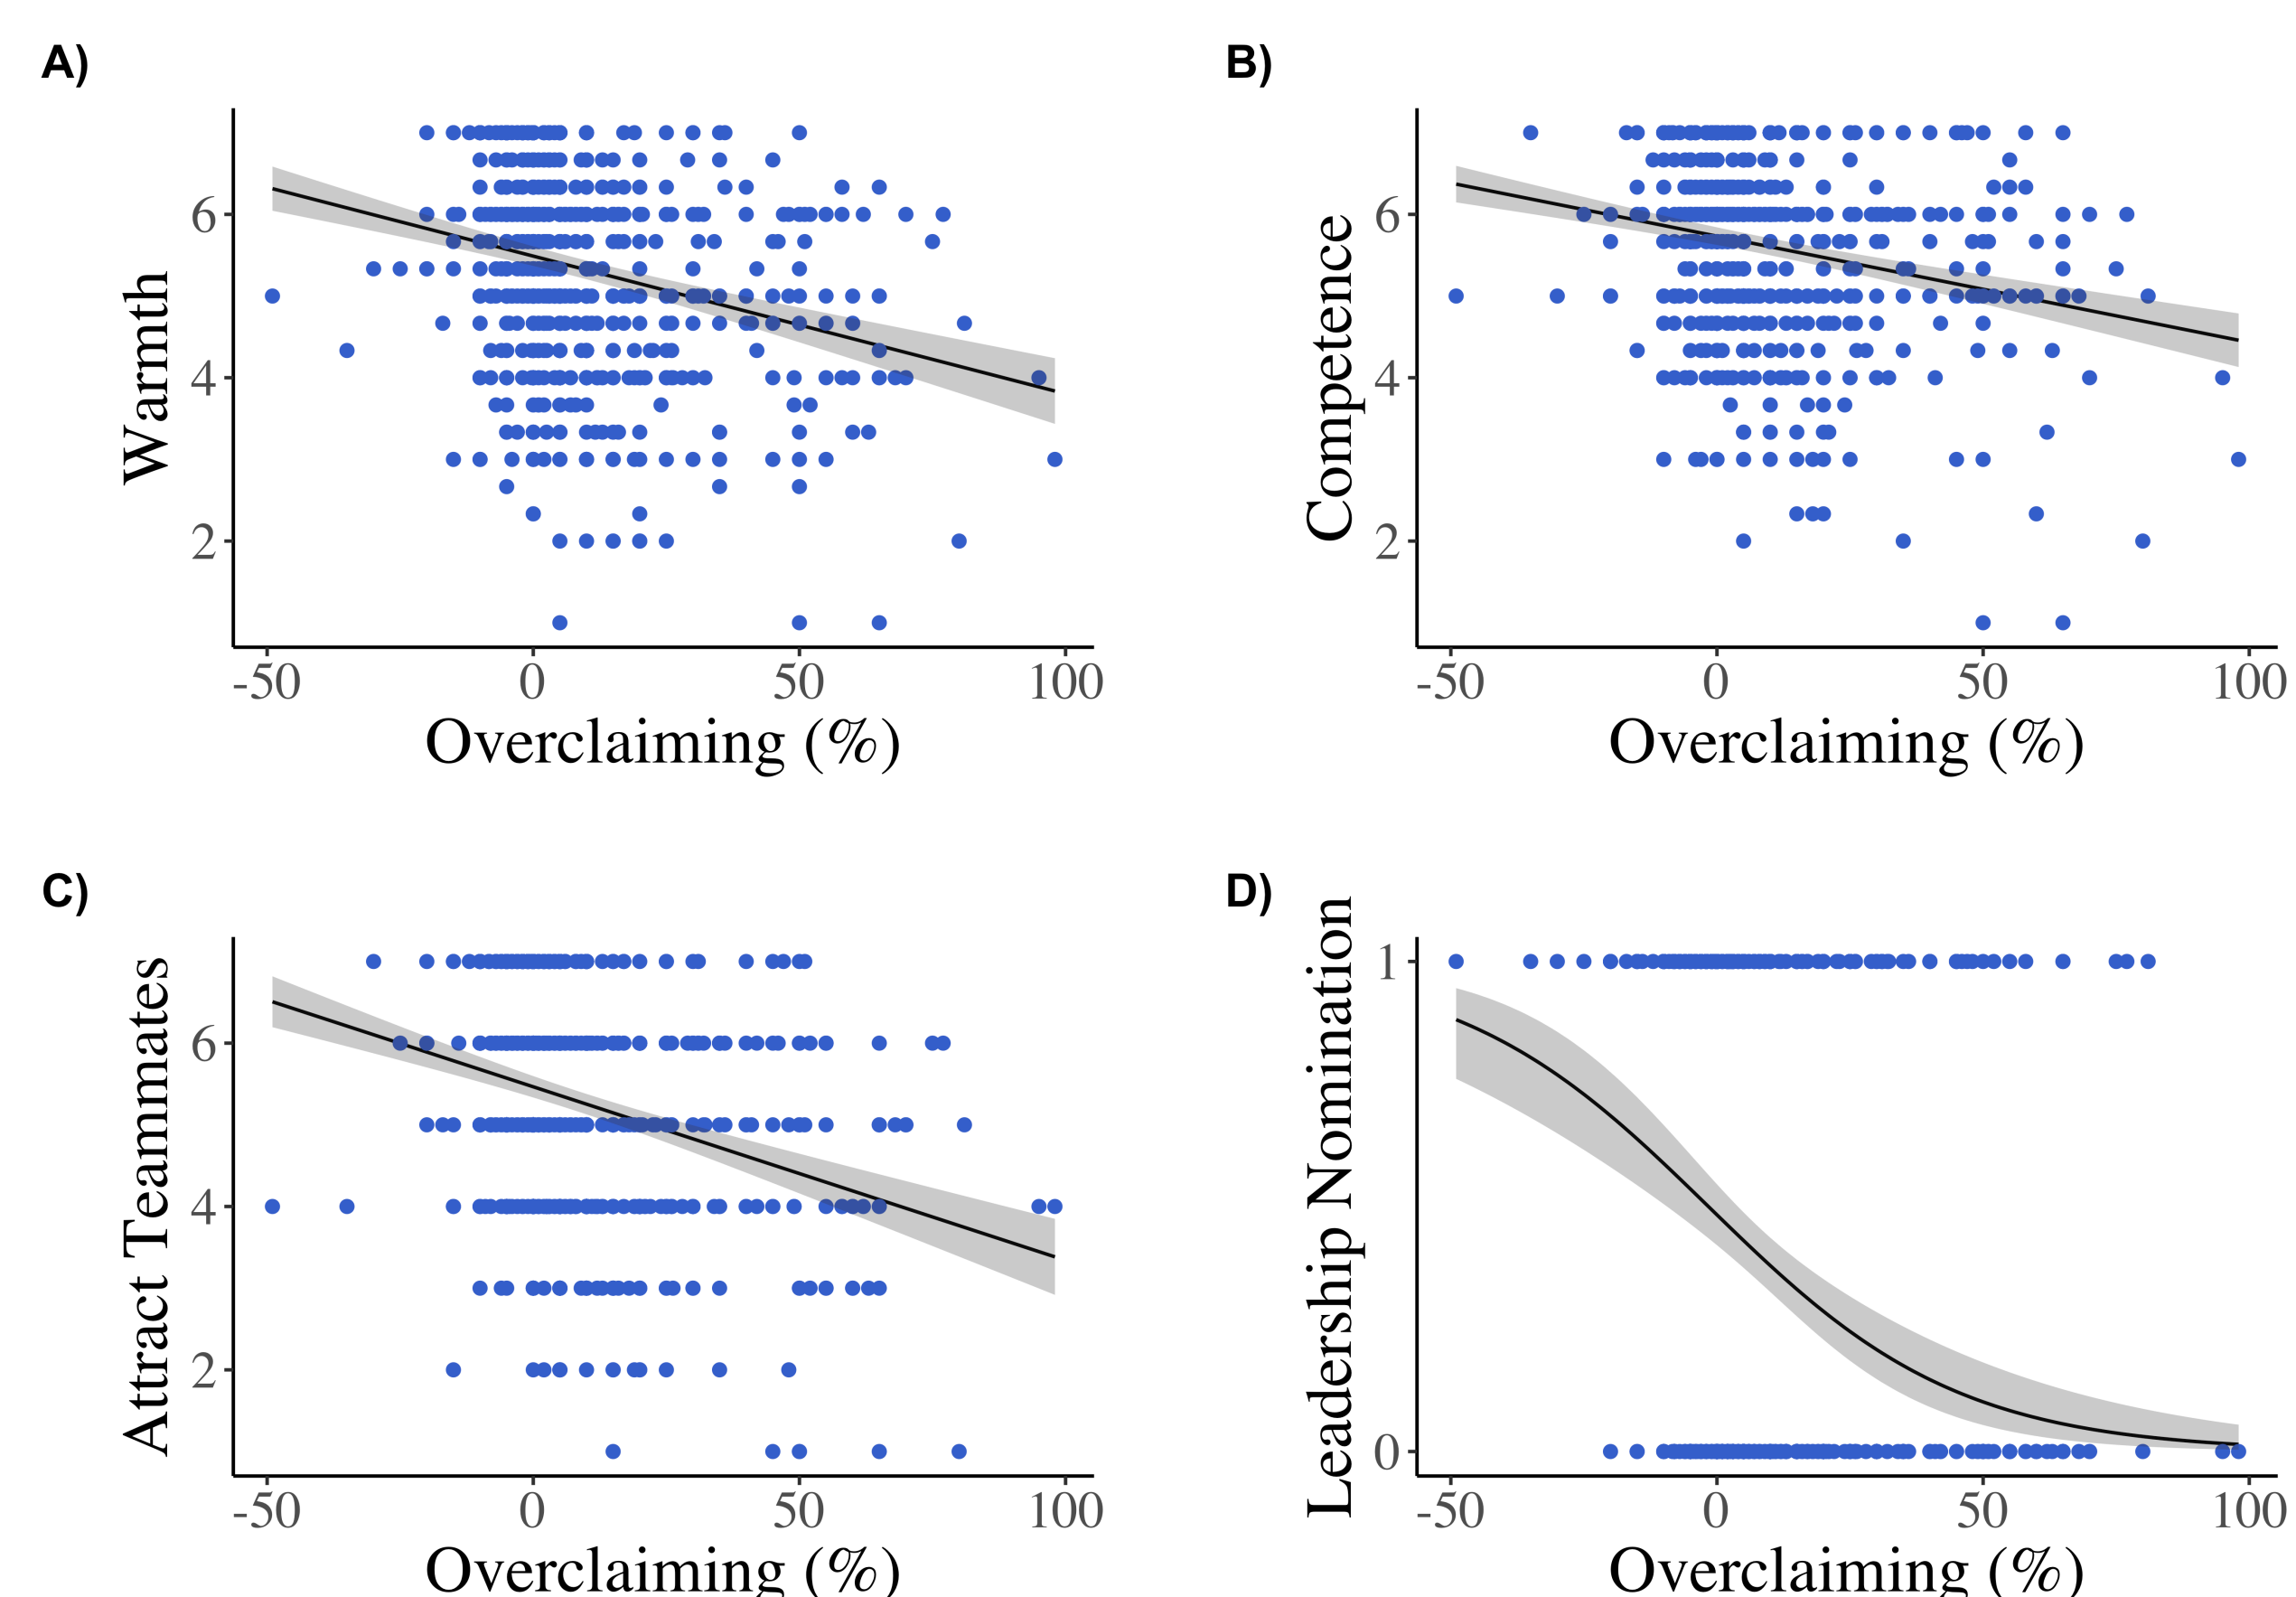 A)
Warmth
6
4
2
-50 0 50 100
Overclaiming (%)
B)
Competence
6
4
2
-50 0 50 100
Overclaiming (%)
C)
Attract Teammates
6
4
2
-50 0 50 100
Overclaiming (%)
D)
Leadership Nomination
1
0
-50 0 50 100
Overclaiming (%)